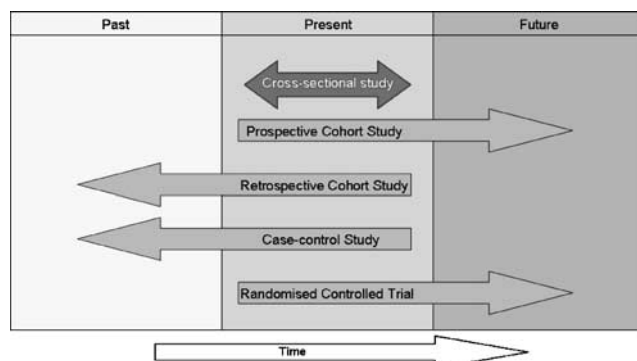 Past Present Future
Cross-sectional study
Prospective Cohort Study
Retrospective Cohort Study
Case-control Study
Randomised Controlled Trial
Time